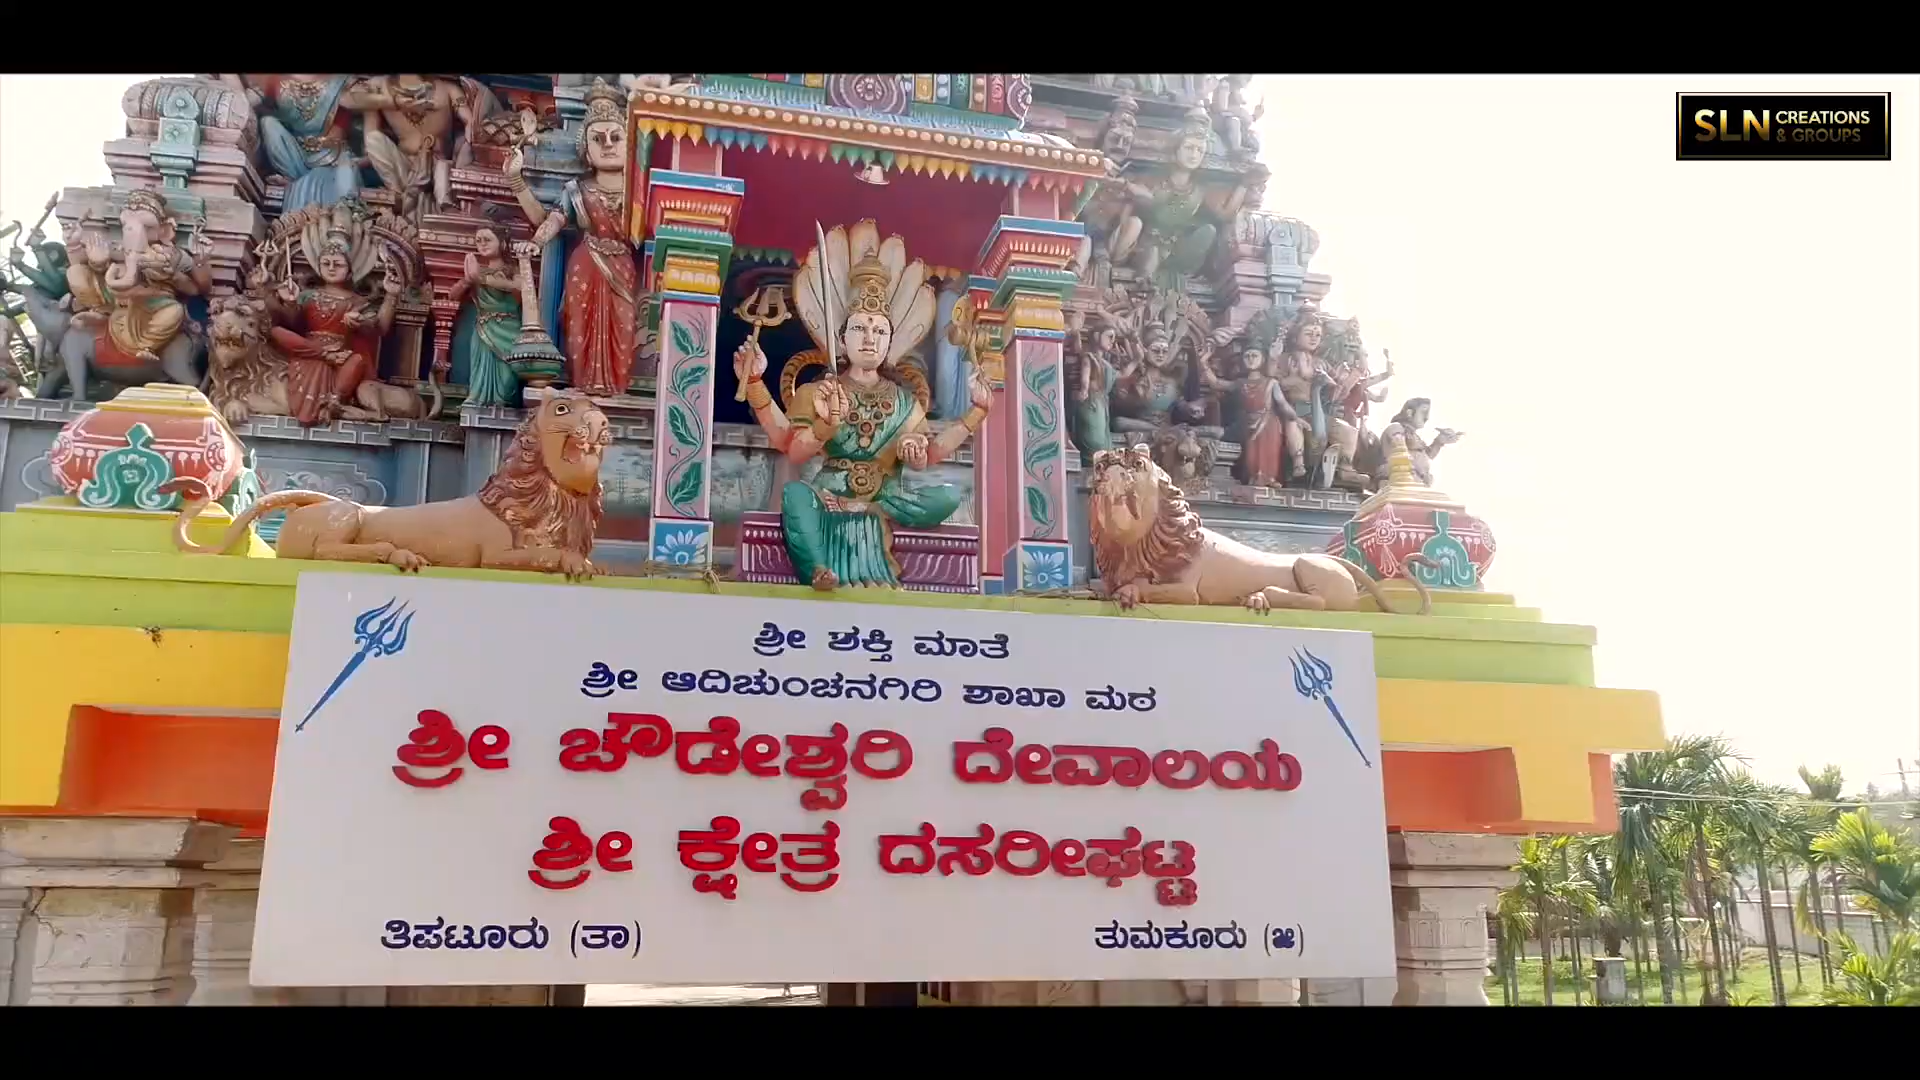 SLN CREATIONS
& GROUPS
ಶ್ರೀ ಶಕ್ತಿ ಮಾತೆ
ಶ್ರೀ ಆದಿಚುಂಚನಗಿರಿ ಶಾಖಾ ಮಠ
ಶ್ರೀ ಚೌಡೇಶ್ವರಿ ದೇವಾಲಯ
ಶ್ರೀ ಕ್ಷೇತ್ರ ದಸರೀಘಟ್ಟ
ತಿಪಟೂರು (ತಾ) ತುಮಕೂರು (ಜಿ)